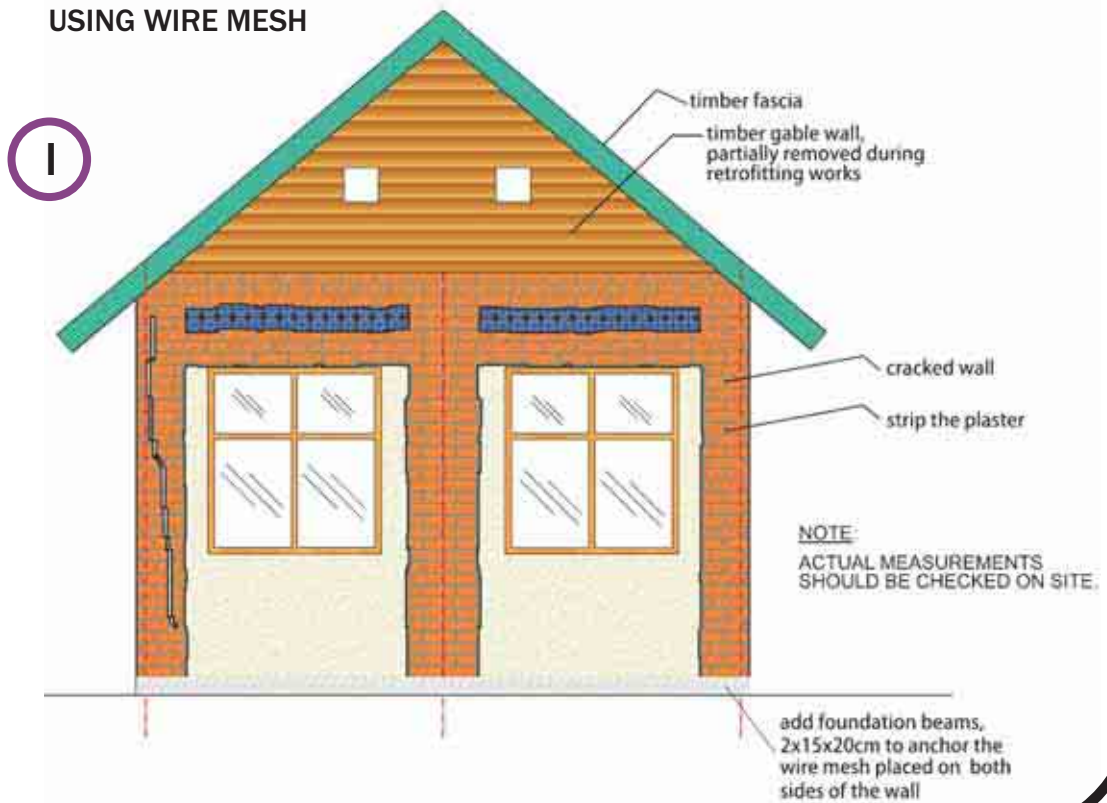 USING WIRE MESH
I
timber fascia
timber gable wall,
partially removed during
retrofitting works
cracked wall
strip the plaster
NOTE:
ACTUAL MEASUREMENTS
SHOULD BE CHECKED ON SITE.
add foundation beams,
2x15x20cm to anchor the
wire mesh placed on both
sides of the wall